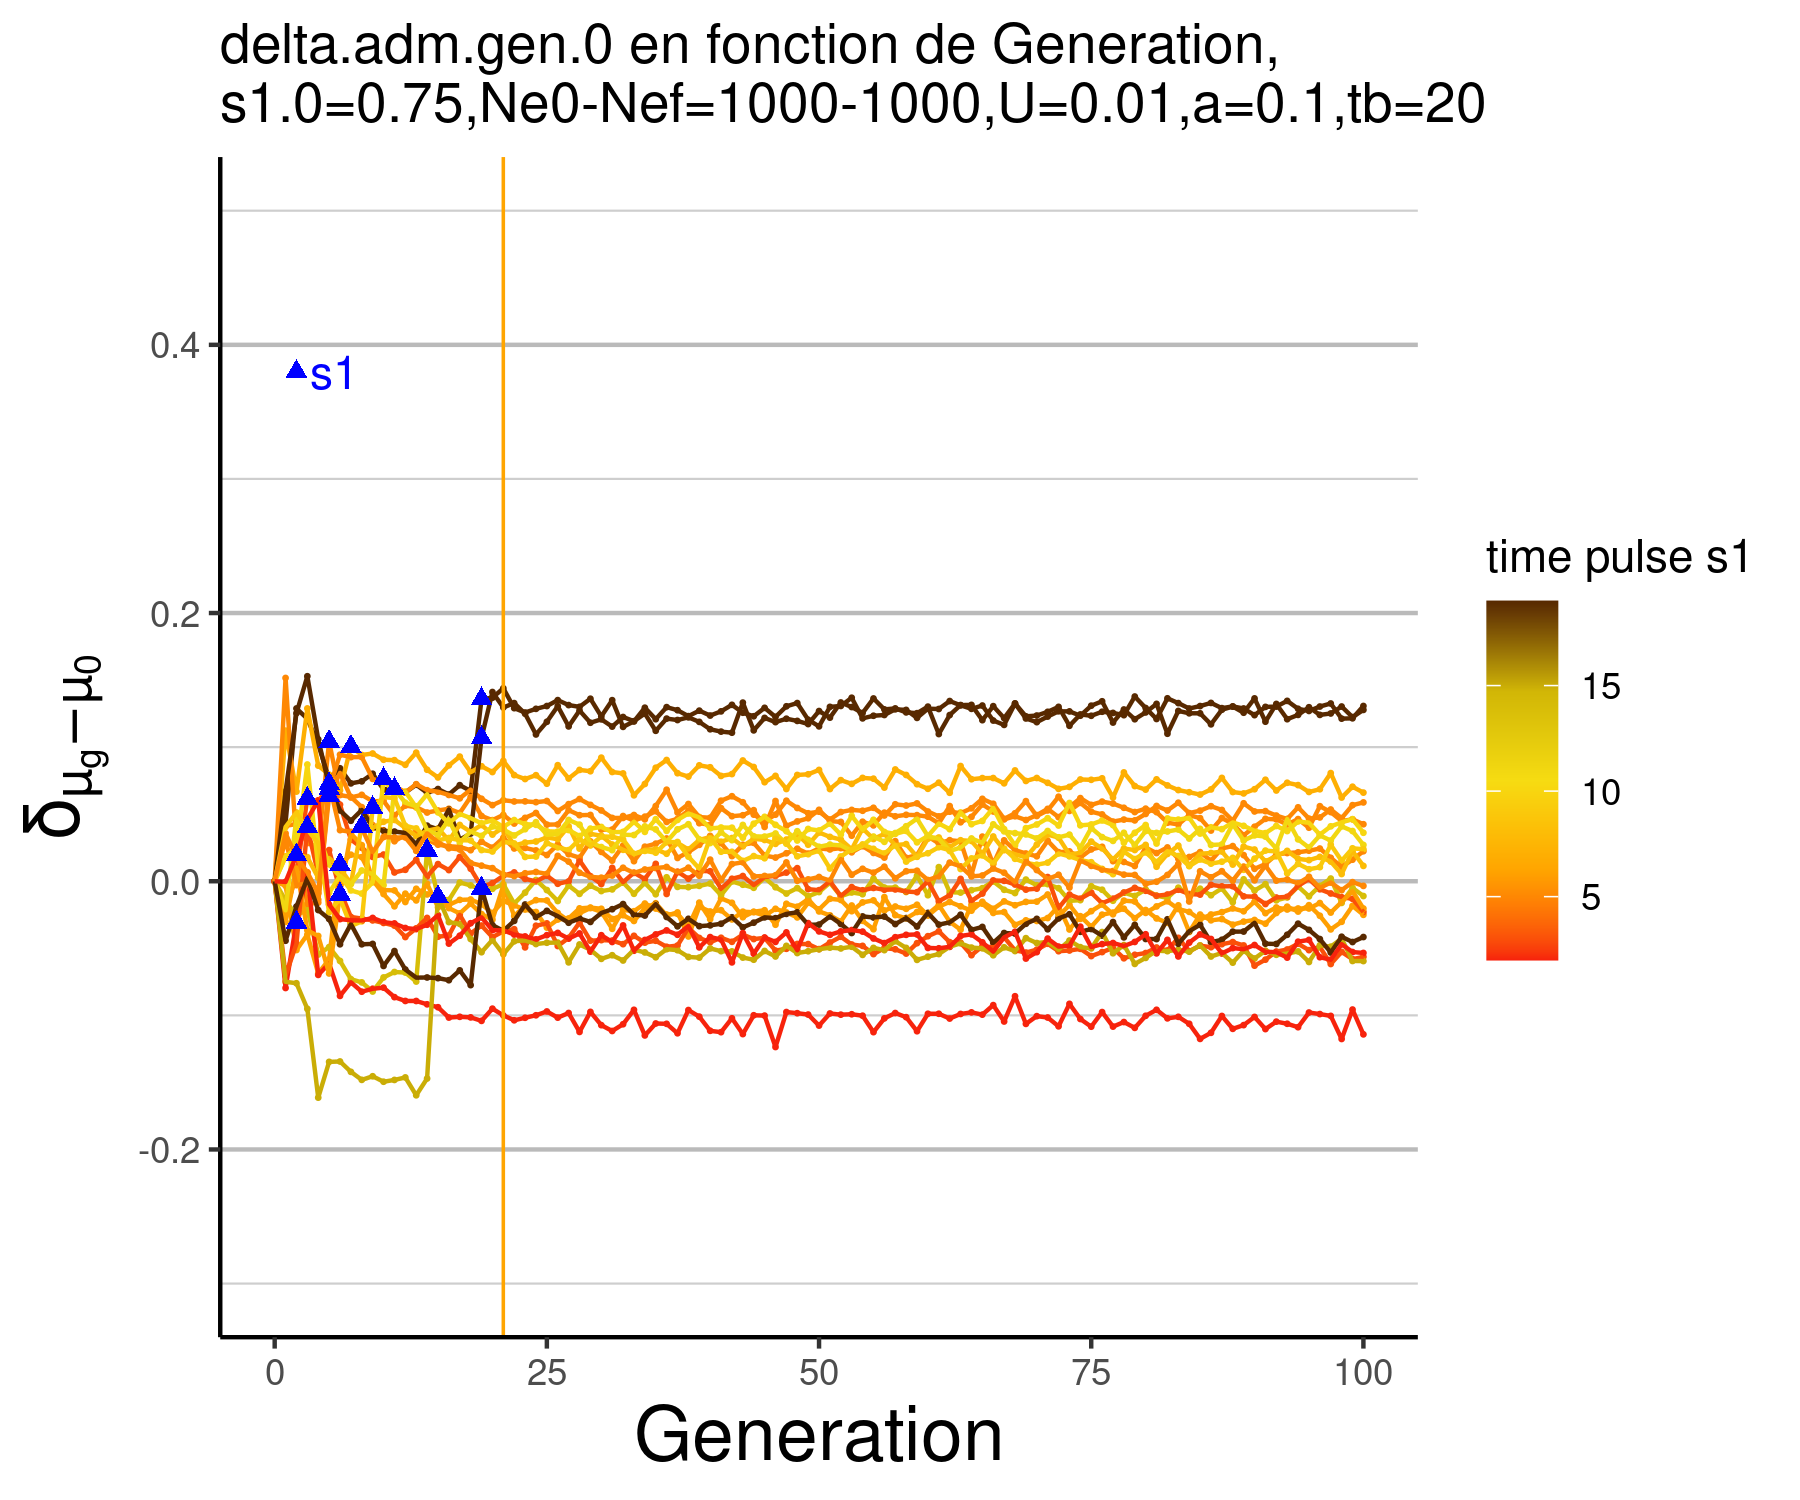 delta.adm.gen.0 en fonction de Generation,
s1.0=0.75,Ne0-Nef=1000-1000,U=0.01,a=0.1,tb=20
0.4
s1
0.2
0.0
-0.2
δμg−μ0
0
25
50
75
100
Generation
time pulse s1
15
10
5